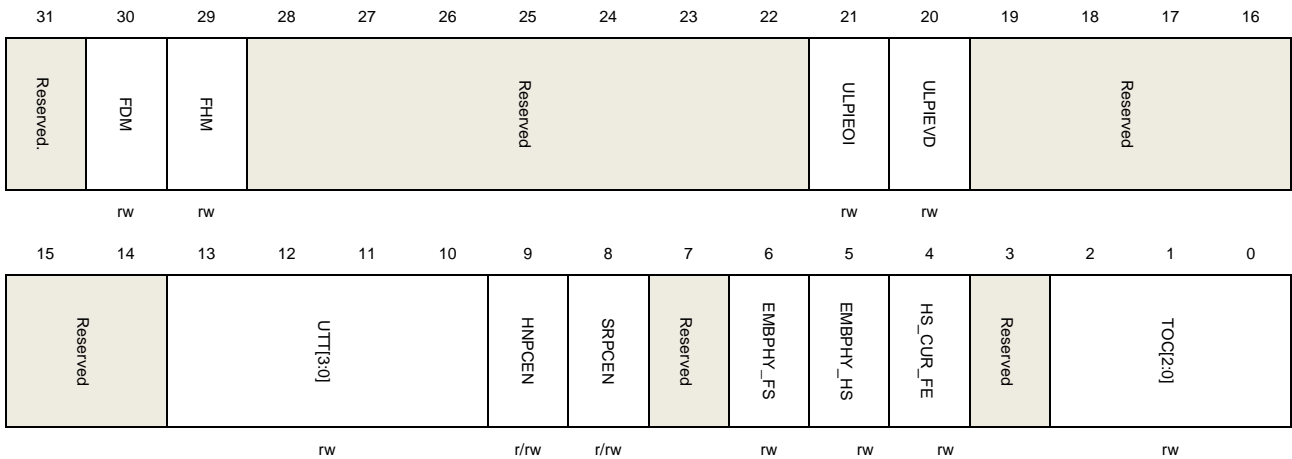 31 30 29 28 27 26 25 24 23 22 21 20 19 18 17 16
Reserved. FDM FHM Reserved ULPIEOI ULPIEVD Reserved
rw rw rw rw
15 14 13 12 11 10 9 8 7 6 5 4 3 2 1 0
Reserved UTT[3:0] HNPCEN SRPCEN Reserved EMBPHY_FS EMBPHY_HS HS_CUR_FE Reserved TOC[2:0]
rw r/rw r/rw rw rw rw rw